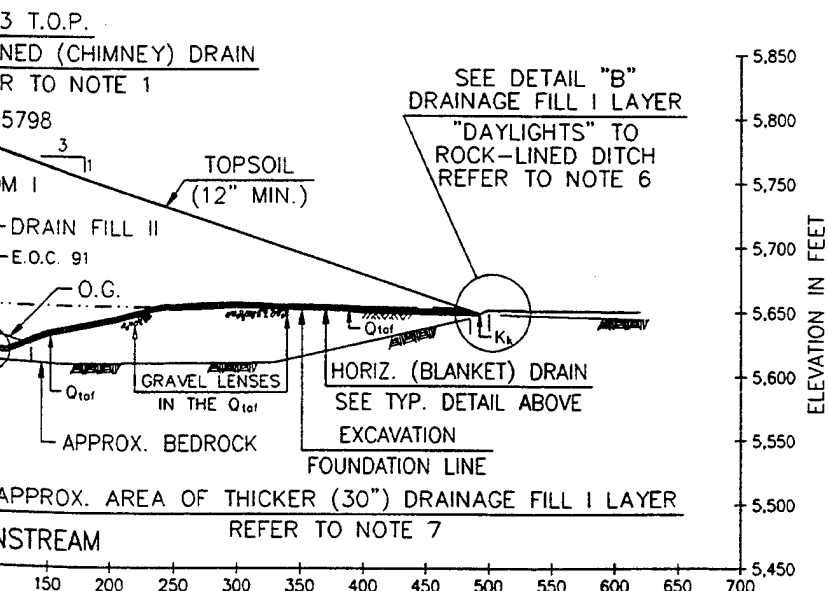 3 T.O.P.
NED (CHIMNEY) DRAIN
R TO NOTE 1
5798
3
1
OM I
DRAIN FILL II
E.O.C. 91
O.G.
TOPSOIL
(12" MIN.)
SEE DETAIL "B"
DRAINAGE FILL I LAYER
"DAYLIGHTS" TO
ROCK-LINED DITCH
REFER TO NOTE 6
Qtof
Kk
Qtof
GRAVEL LENSES
IN THE Qtof
HORIZ. (BLANKET) DRAIN
SEE TYP. DETAIL ABOVE
APPROX. BEDROCK
EXCAVATION
FOUNDATION LINE
APPROX. AREA OF THICKER (30") DRAINAGE FILL I LAYER
REFER TO NOTE 7
NSTREAM
5,850
5,800
5,750
5,700
5,650
5,600
5,550
5,500
5,450
ELEVATION IN FEET
150 200 250 300 350 400 450 500 550 600 650 700